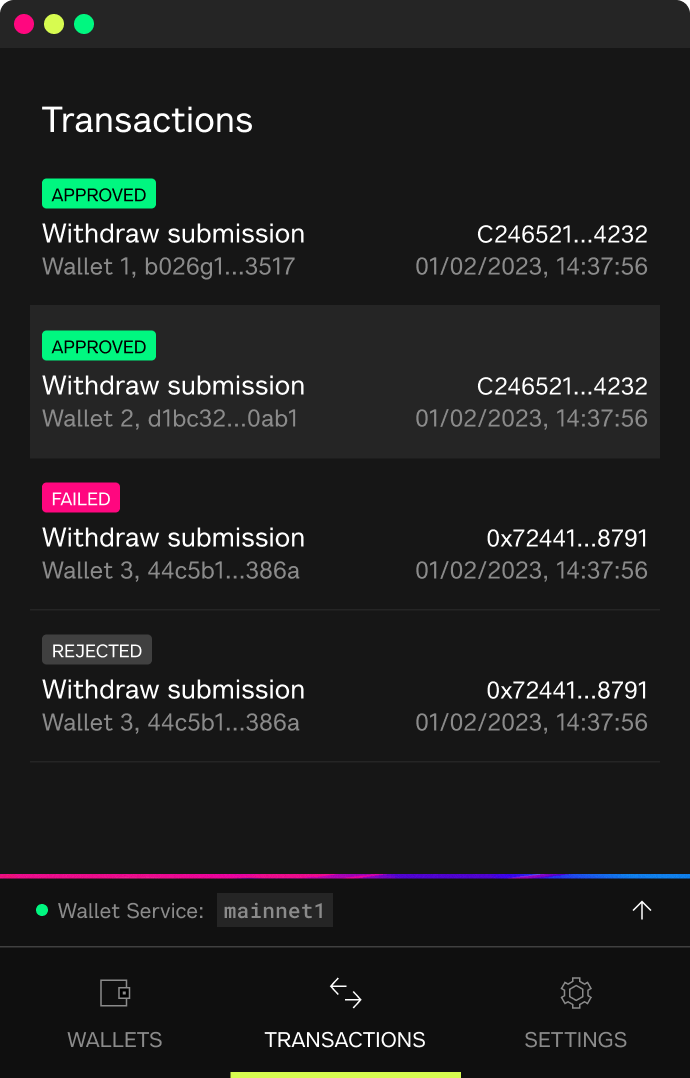 Transactions
APPROVED
Withdraw submission C246521...4232
Wallet 1, b026g1...3517 01/02/2023, 14:37:56
APPROVED
Withdraw submission C246521...4232
Wallet 2, d1bc32...0ab1 01/02/2023, 14:37:56
FAILED
Withdraw submission 0x72441...8791
Wallet 3, 44c5b1...386a 01/02/2023, 14:37:56
REJECTED
Withdraw submission 0x72441...8791
Wallet 3, 44c5b1...386a 01/02/2023, 14:37:56
Wallet Service: mainnet1
WALLETS TRANSACTIONS SETTINGS